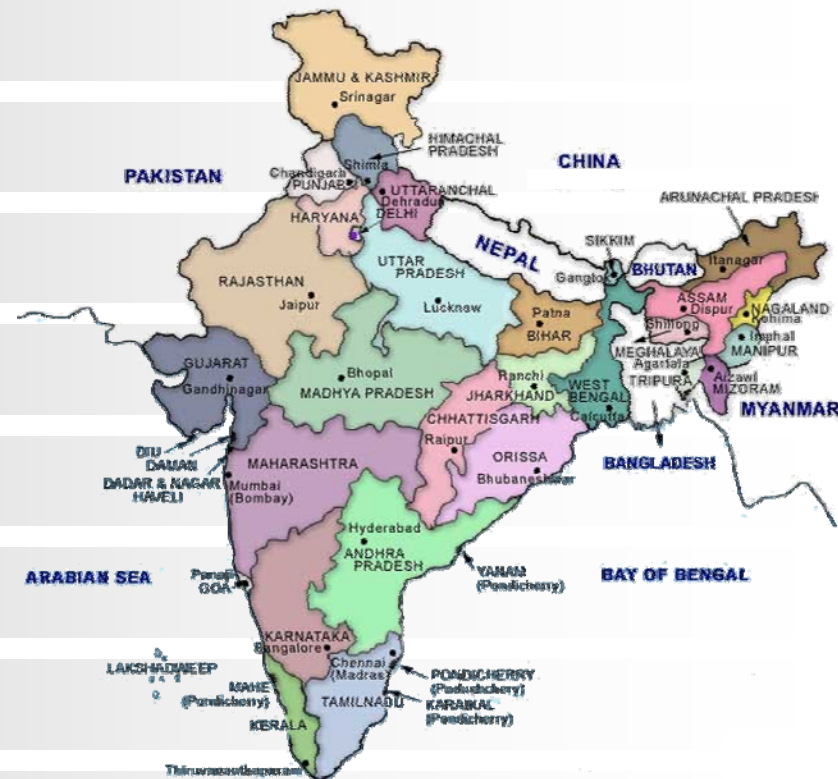 JAMMU & KASHMIR
Srinagar
HIMACHAL
PRADESH
CHINA
PAKISTAN
Shimla
Chandigarh
PUNJAB
UTTARANCHAL
Dehradun
ARUNACHAL PRADESH
HARYANA
DELHI
NEPAL
SIKKIM
BHUTAN
Itanagar
UTTAR
PRADESH
Gangtok
RAJASTHAN
Jaipur
Lucknow
ASSAM
Dispur
NAGALAND
Kohima
Patna
BIHAR
Shillong
Imphal
MANIPUR
MEGHALAYA
Agartala
TRIPURA
Aizawl
MIZORAM
GUJARAT
Gandhinagar
Bhopal
MADHYA PRADESH
Ranchi
JHARKHAND
WEST
BENGAL
Calcutta
MYANMAR
CHHATTISGARH
Raipur
DIU
DAMAN
DADAR & NAGAR
HAVELI
MAHARASHTRA
Mumbai
(Bombay)
ORISSA
Bhubaneshwar
BANGLADESH
Hyderabad
ANDHRA
PRADESH
YANAM
(Pondicherry)
ARABIAN SEA
Panaji
GOA
BAY OF BENGAL
KARNATAKA
Bangalore
LAKSHADWEEP
Chennai
(Madras)
PONDICHERRY
(Puduchcherry)
MAHE
(Pondicherry)
TAMILNADU
KARAIKAL
(Pondicherry)
KERALA
Thiruvananthapuram